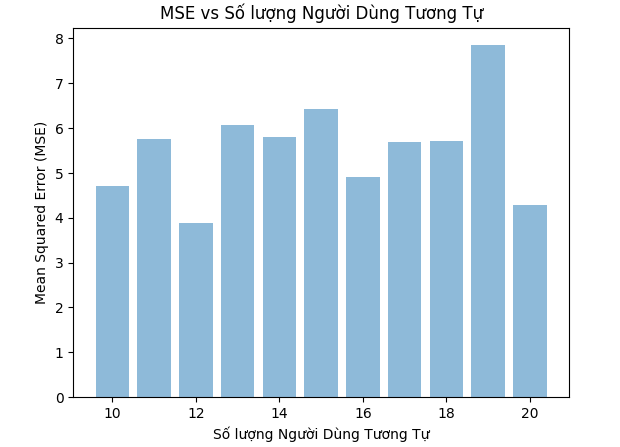 MSE vs Số lượng Người Dùng Tương Tự
Mean Squared Error (MSE)
8
7
6
5
4
3
2
1
0
10 12 14 16 18 20
Số lượng Người Dùng Tương Tự